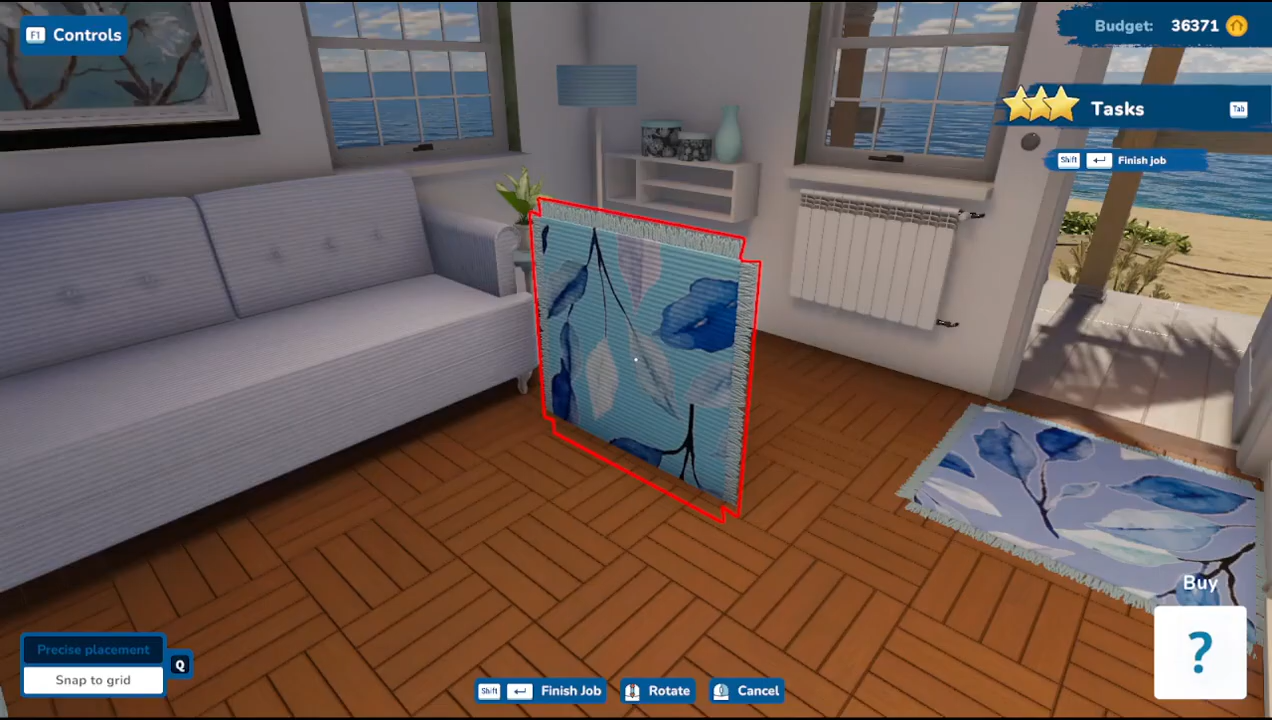 F1 Controls
Budget: 36371
Tasks Tab
Shift Finish job
Buy
?
Precise placement
Q
Snap to grid
Shift Finish Job Rotate Cancel